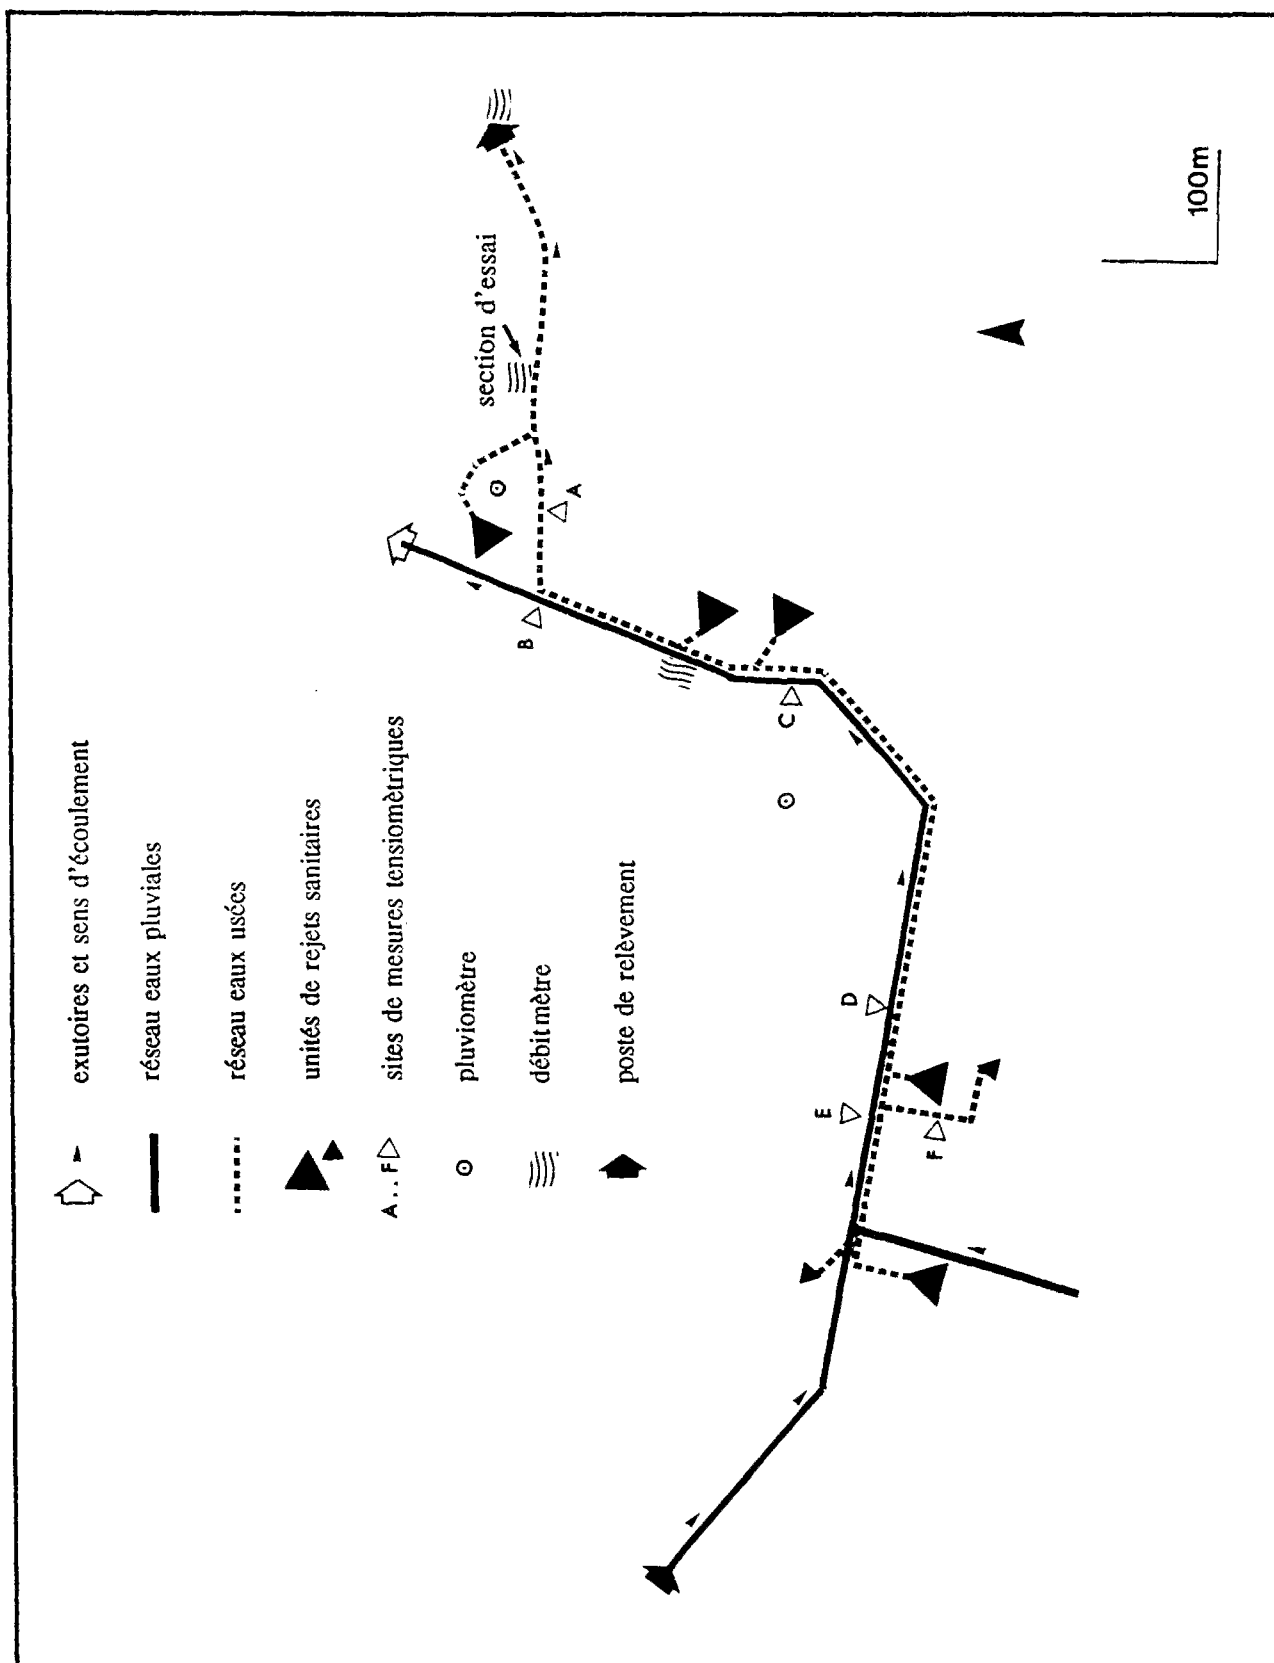 exutoires et sens d'écoulement
réseau eaux pluviales
réseau eaux usées
unités de rejets sanitaires
A..F sites de mesures tensiomètriques
pluviomètre
débitmètre
poste de relèvement
section d'essai
A
B
C
D
E
F
100m